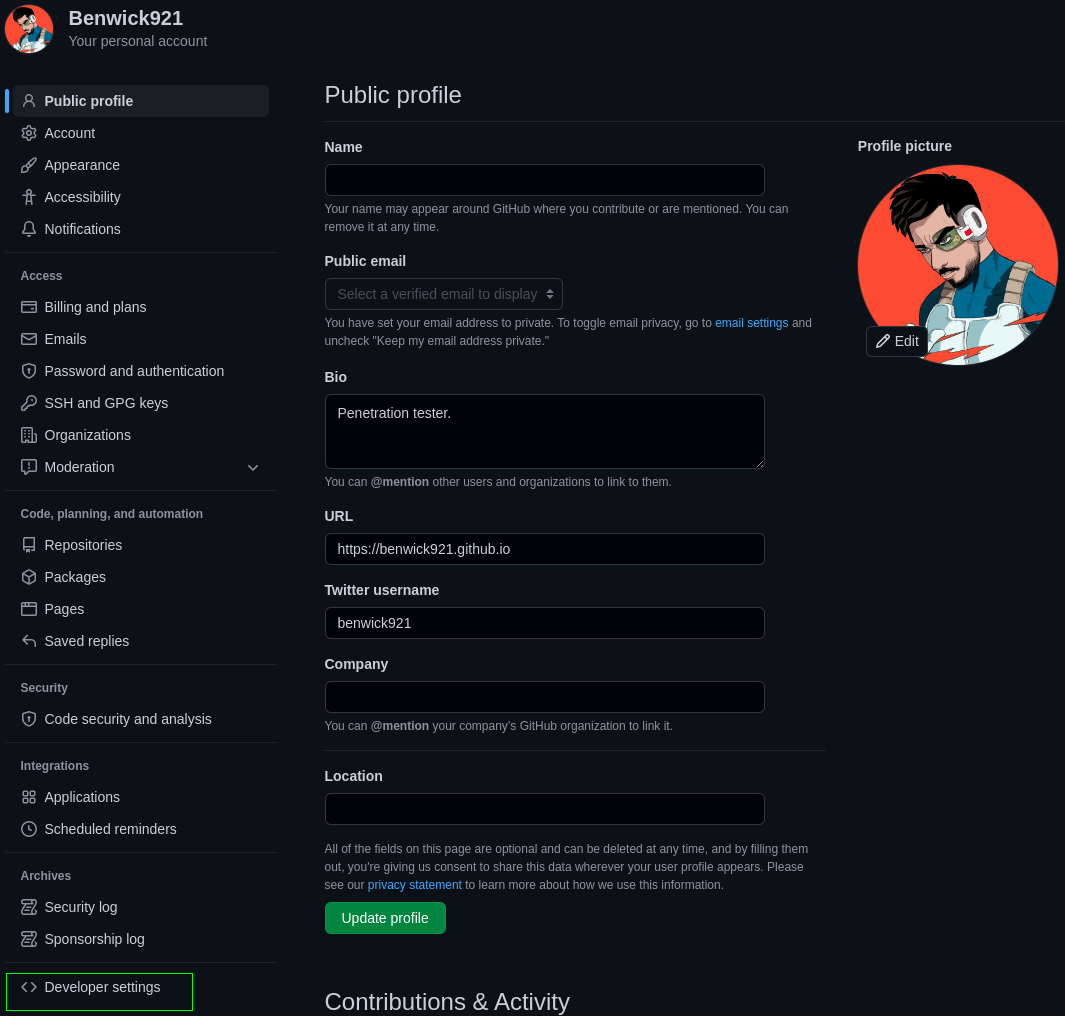 Benwick921
Your personal account
Public profile
Account
Appearance
Accessibility
Notifications
Access
Billing and plans
Emails
Password and authentication
SSH and GPG keys
Organizations
Moderation
Code, planning, and automation
Repositories
Packages
Pages
Saved replies
Security
Code security and analysis
Integrations
Applications
Scheduled reminders
Archives
Security log
Sponsorship log
Developer settings
Public profile
Name
Your name may appear around GitHub where you contribute or are mentioned. You can
remove it at any time.
Public email
Select a verified email to display
You have set your email address to private. To toggle email privacy, go to email settings and
uncheck "Keep my email address private."
Bio
Penetration tester.
You can @mention other users and organizations to link to them.
URL
https://benwick921.github.io
Twitter username
benwick921
Company
You can @mention your company's GitHub organization to link it.
Location
All of the fields on this page are optional and can be deleted at any time, and by filling them
out, you're giving us consent to share this data wherever your user profile appears. Please
see our privacy statement to learn more about how we use this information.
Update profile
Contributions & Activity
Profile picture
Edit